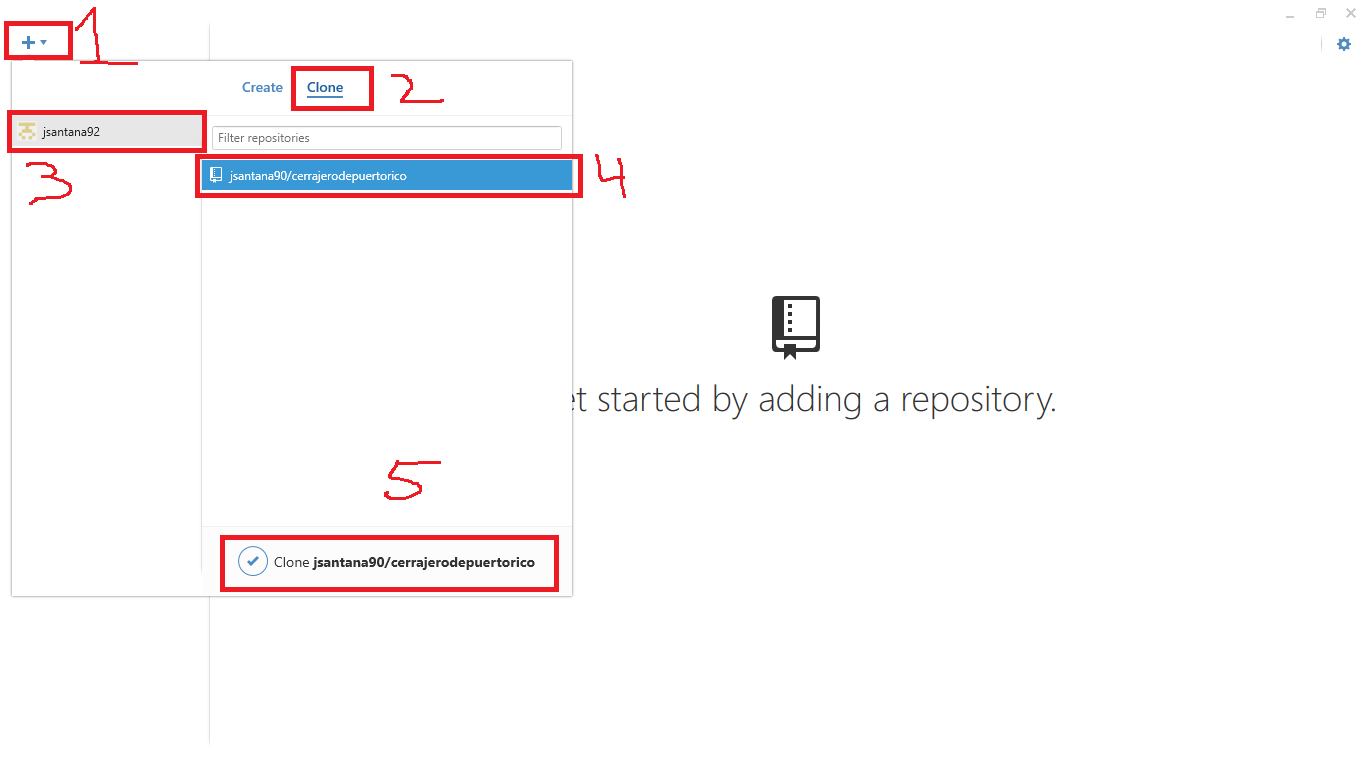 1
Create Clone 2
jsantana92
Filter repositories
3
jsantana90/cerrajerodepuertorico 4
et started by adding a repository.
5
Clone jsantana90/cerrajerodepuertorico